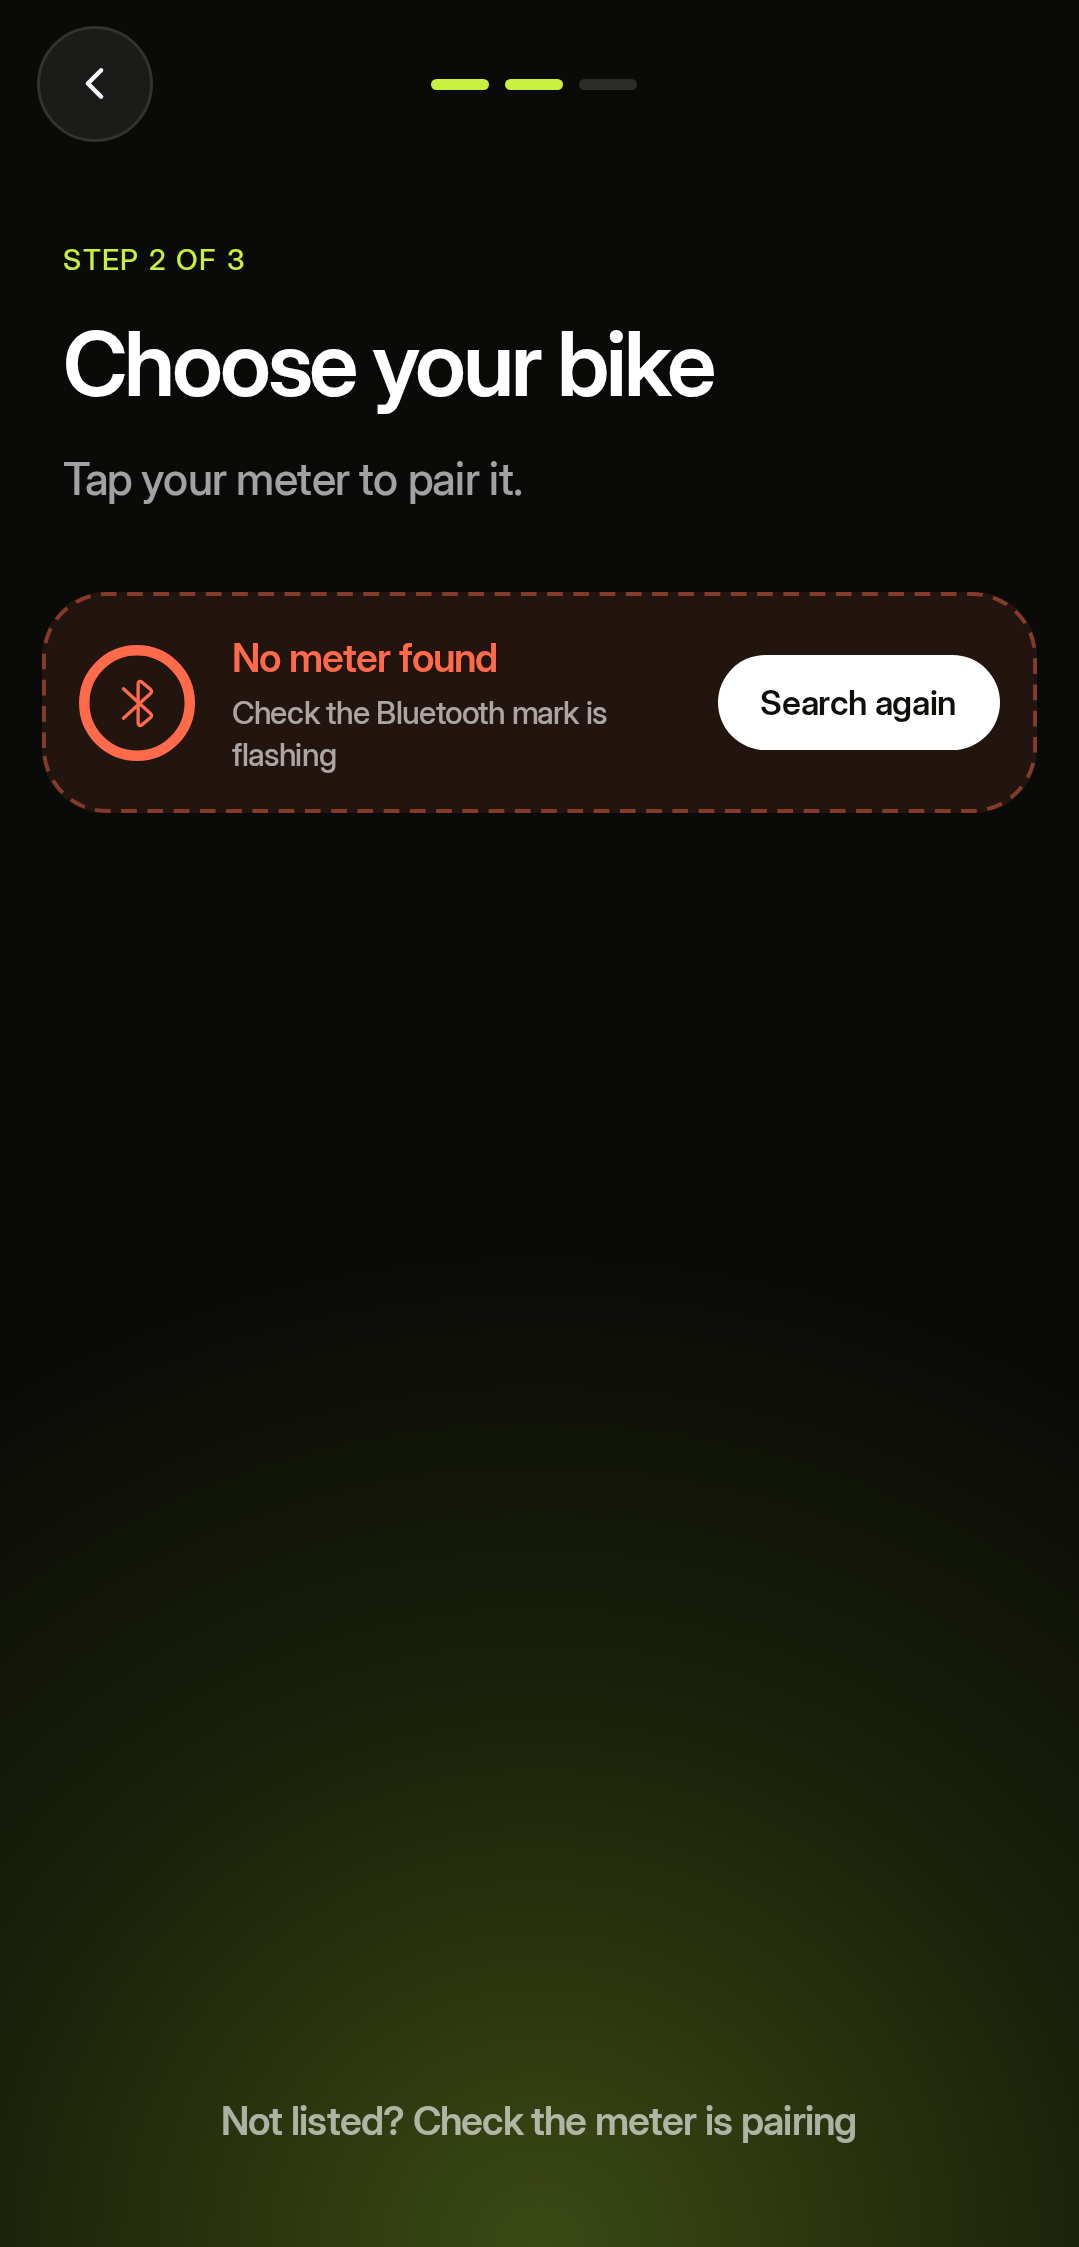 STEP 2 OF 3
Choose your bike
Tap your meter to pair it.
No meter found
Check the Bluetooth mark is
flashing
Search again
Not listed? Check the meter is pairing